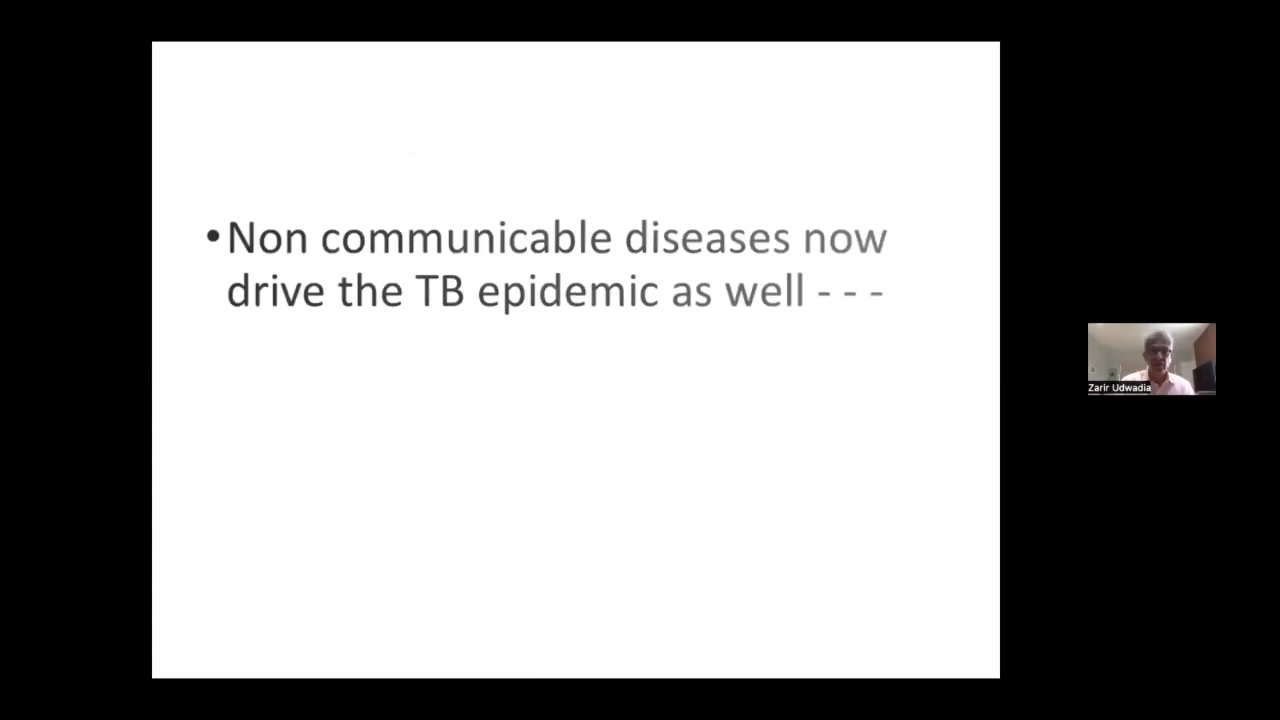 •Non communicable diseases now
drive the TB epidemic as well - - -
Zarir Udwadia